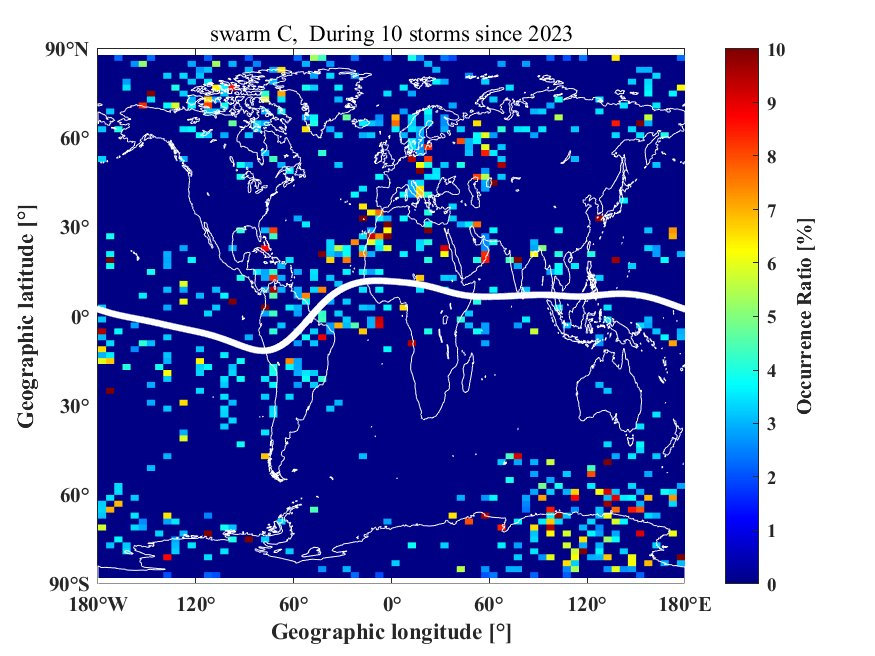 swarm C,  During 10 storms since 2023
90°N
60°
30°
0°
30°
60°
90°S
Geographic latitude [°]
180°W 120° 60° 0° 60° 120° 180°E
Geographic longitude [°]
10
9
8
7
6
5
4
3
2
1
0
Occurrence Ratio [%]